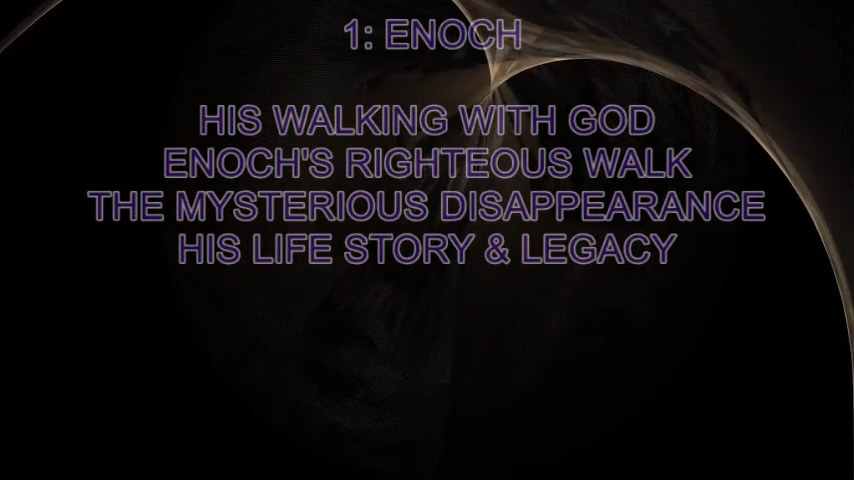 1: ENOCH
HIS WALKING WITH GOD
ENOCH'S RIGHTEOUS WALK
THE MYSTERIOUS DISAPPEARANCE
HIS LIFE STORY & LEGACY